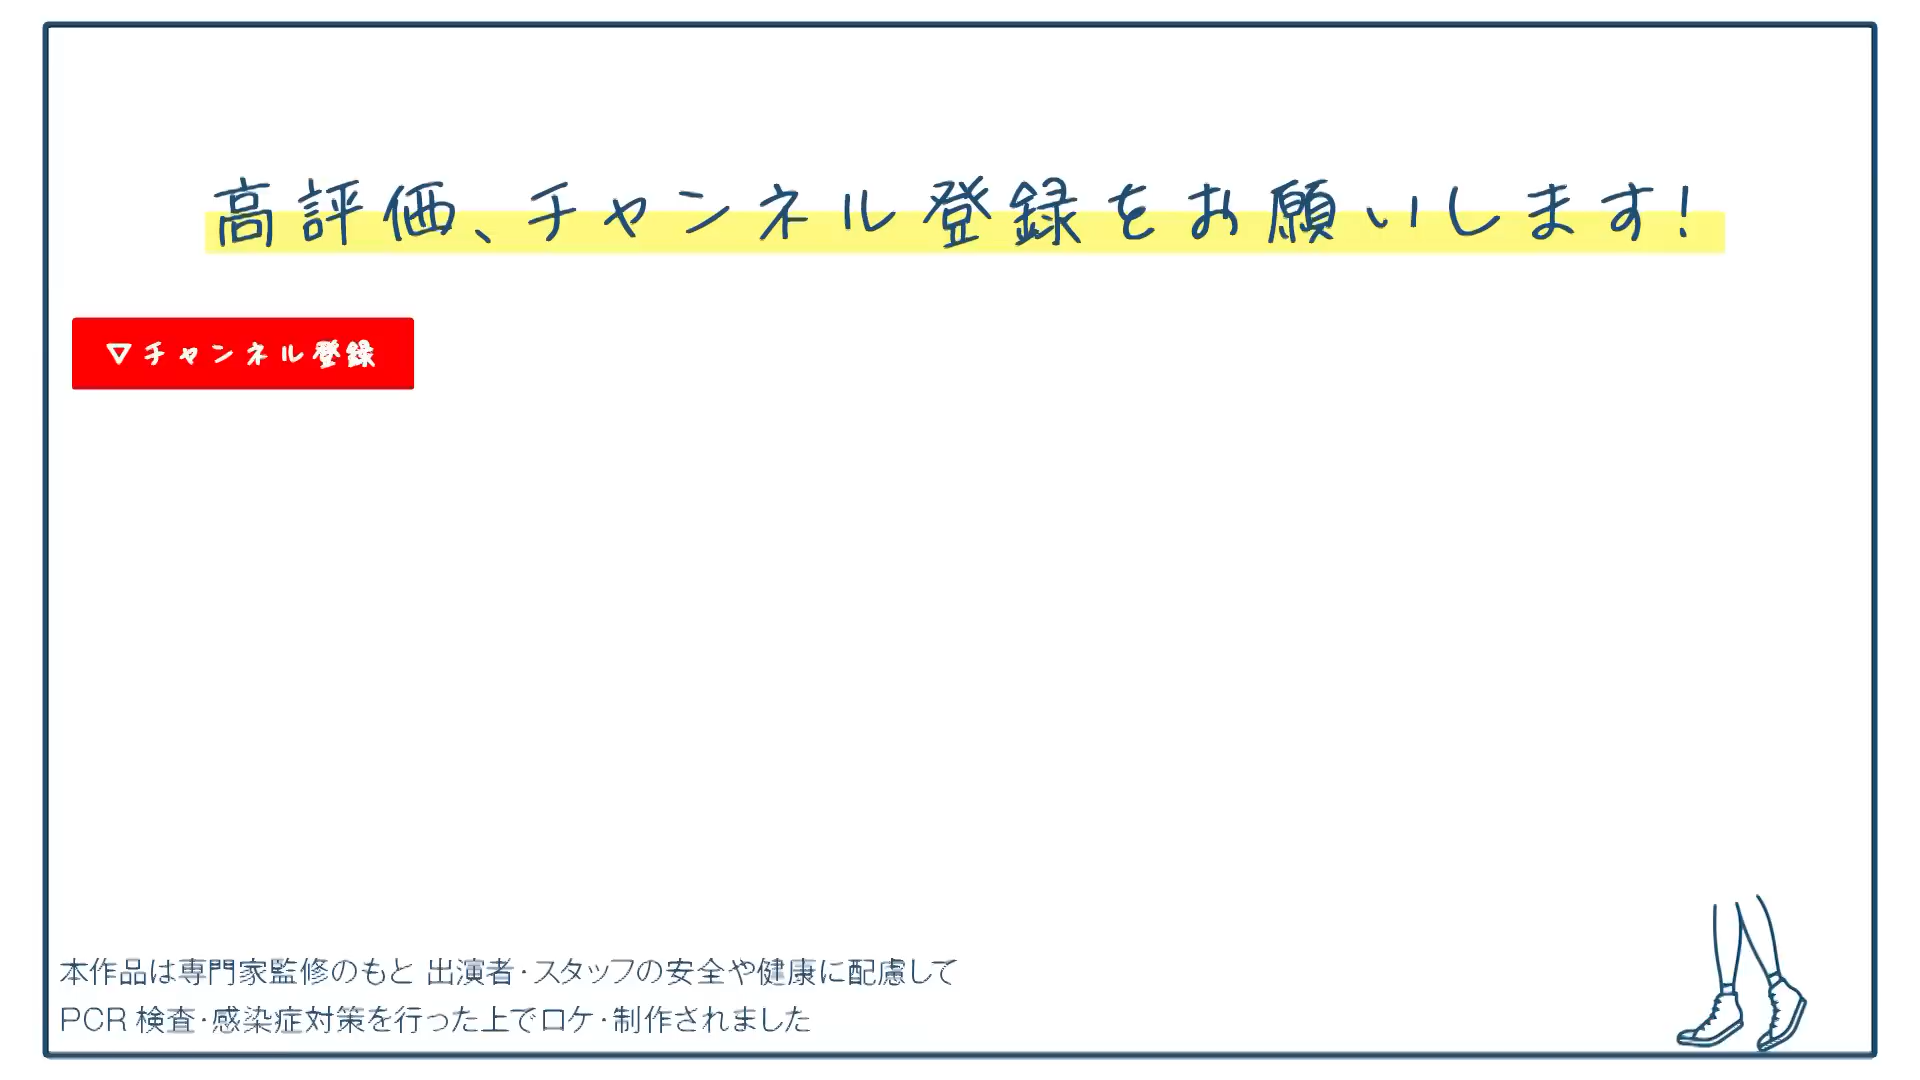 高評価、チャンネル登録をお願いします!
▽チャンネル登録
本作品は専門家監修のもと 出演者・スタッフの安全や健康に配慮して
PCR 検査・感染症対策を行った上でロケ・制作されました